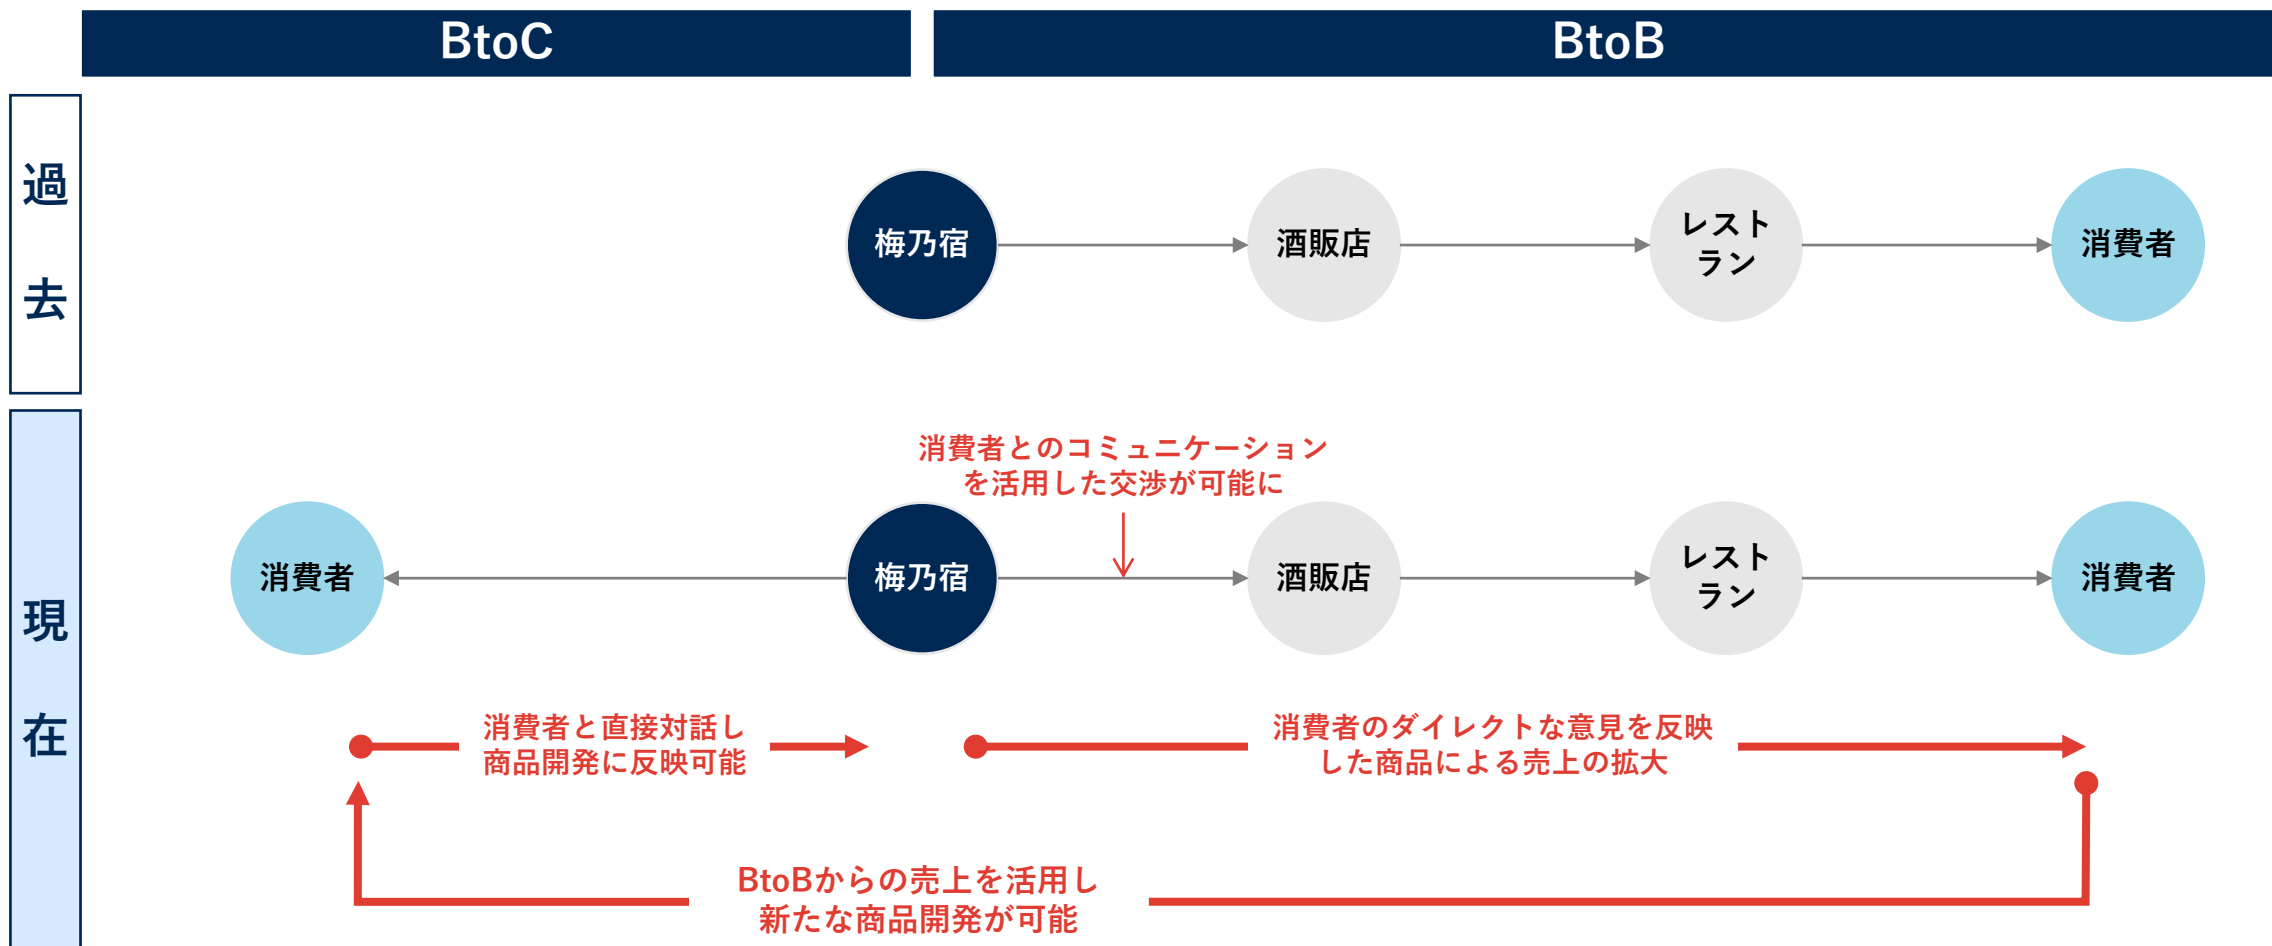 BtoC
BtoB
過去
梅乃宿
酒販店
レスト
ラン
消費者
現在
消費者とのコミュニケーション
を活用した交渉が可能に
消費者
梅乃宿
酒販店
レスト
ラン
消費者
消費者と直接対話し
商品開発に反映可能
消費者のダイレクトな意見を反映
した商品による売上の拡大
BtoBからの売上を活用し
新たな商品開発が可能